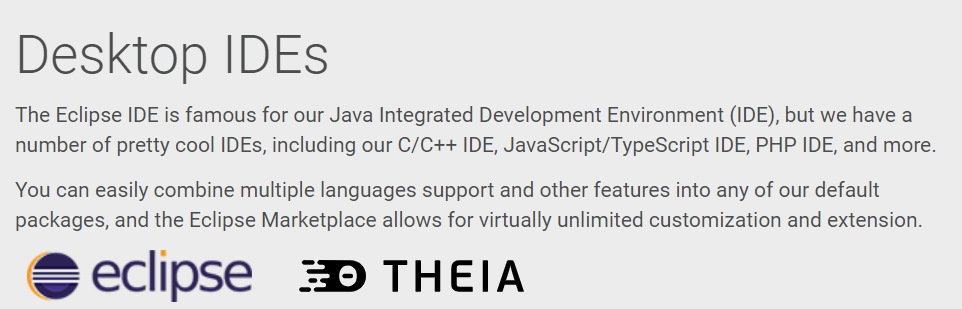 Desktop IDEs
The Eclipse IDE is famous for our Java Integrated Development Environment (IDE), but we have a
number of pretty cool IDEs, including our C/C++ IDE, JavaScript/TypeScript IDE, PHP IDE, and more.
You can easily combine multiple languages support and other features into any of our default
packages, and the Eclipse Marketplace allows for virtually unlimited customization and extension.
eclipse THEIA